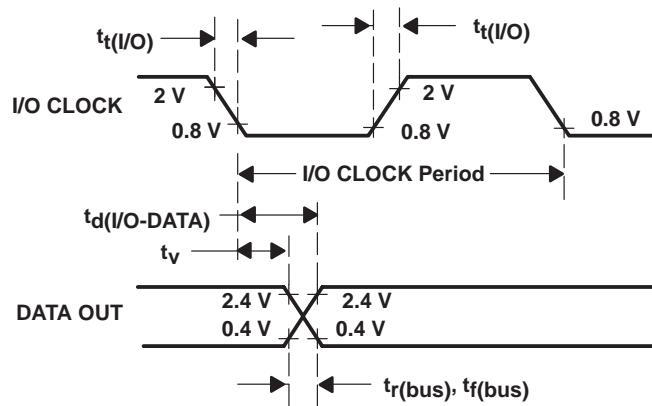 tt(I/O) tt(I/O)
2 V 2 V
I/O CLOCK
0.8 V 0.8 V 0.8 V
I/O CLOCK Period
td(I/O-DATA)
tv
2.4 V 2.4 V
DATA OUT
0.4 V 0.4 V
tr(bus), tf(bus)